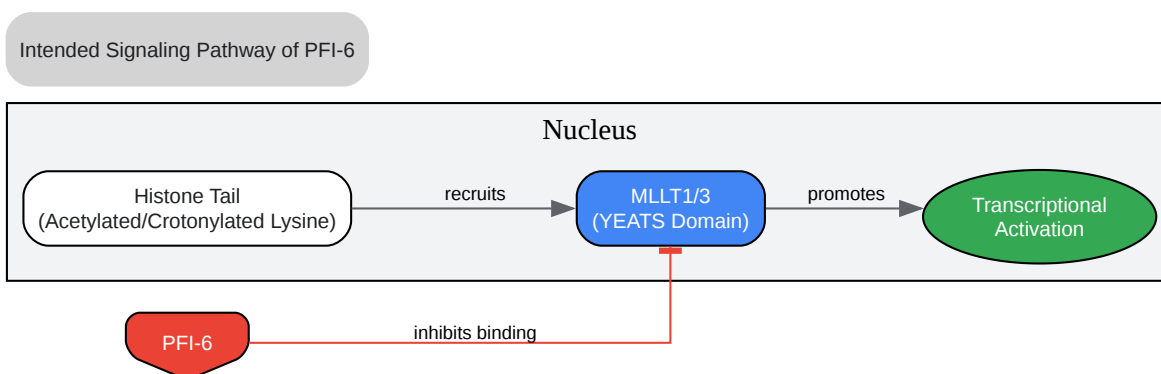 Intended Signaling Pathway of PFI-6
Nucleus
Histone Tail
(Acetylated/Crotonylated Lysine)
recruits
MLLT1/3
(YEATS Domain)
promotes
Transcriptional
Activation
PFI-6
inhibits binding